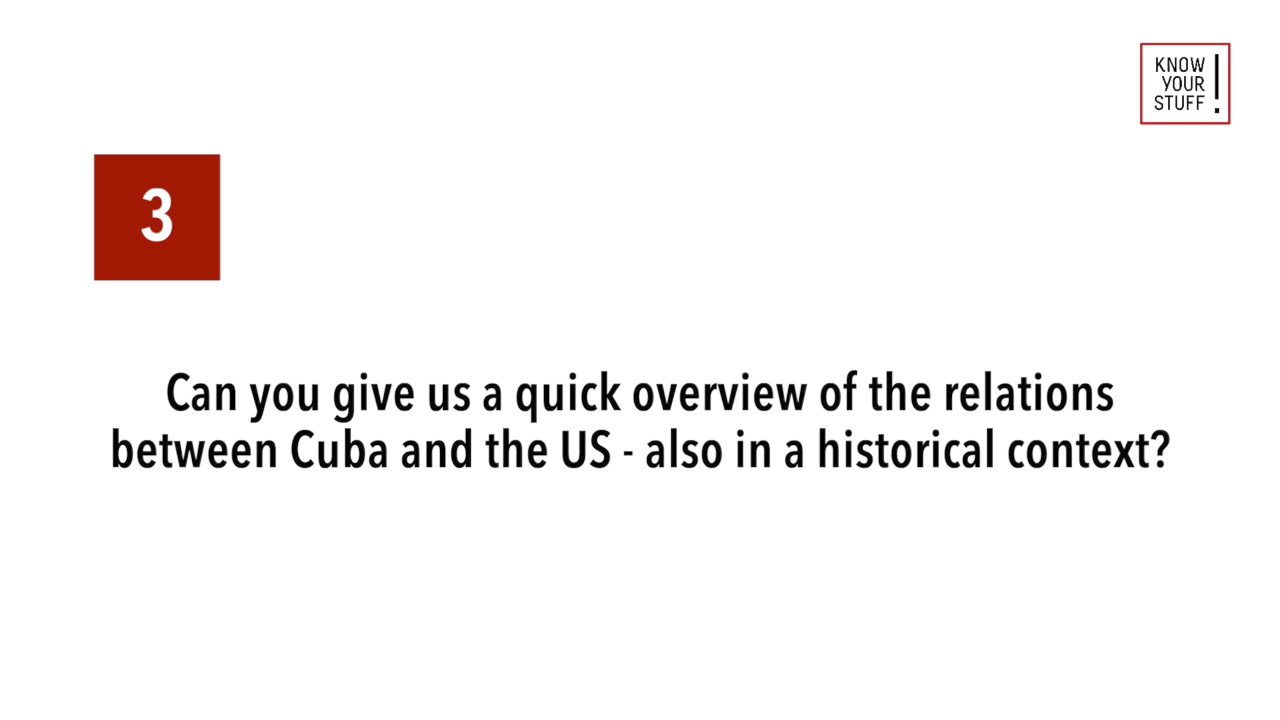 KNOW
YOUR
STUFF !
3
Can you give us a quick overview of the relations
between Cuba and the US - also in a historical context?